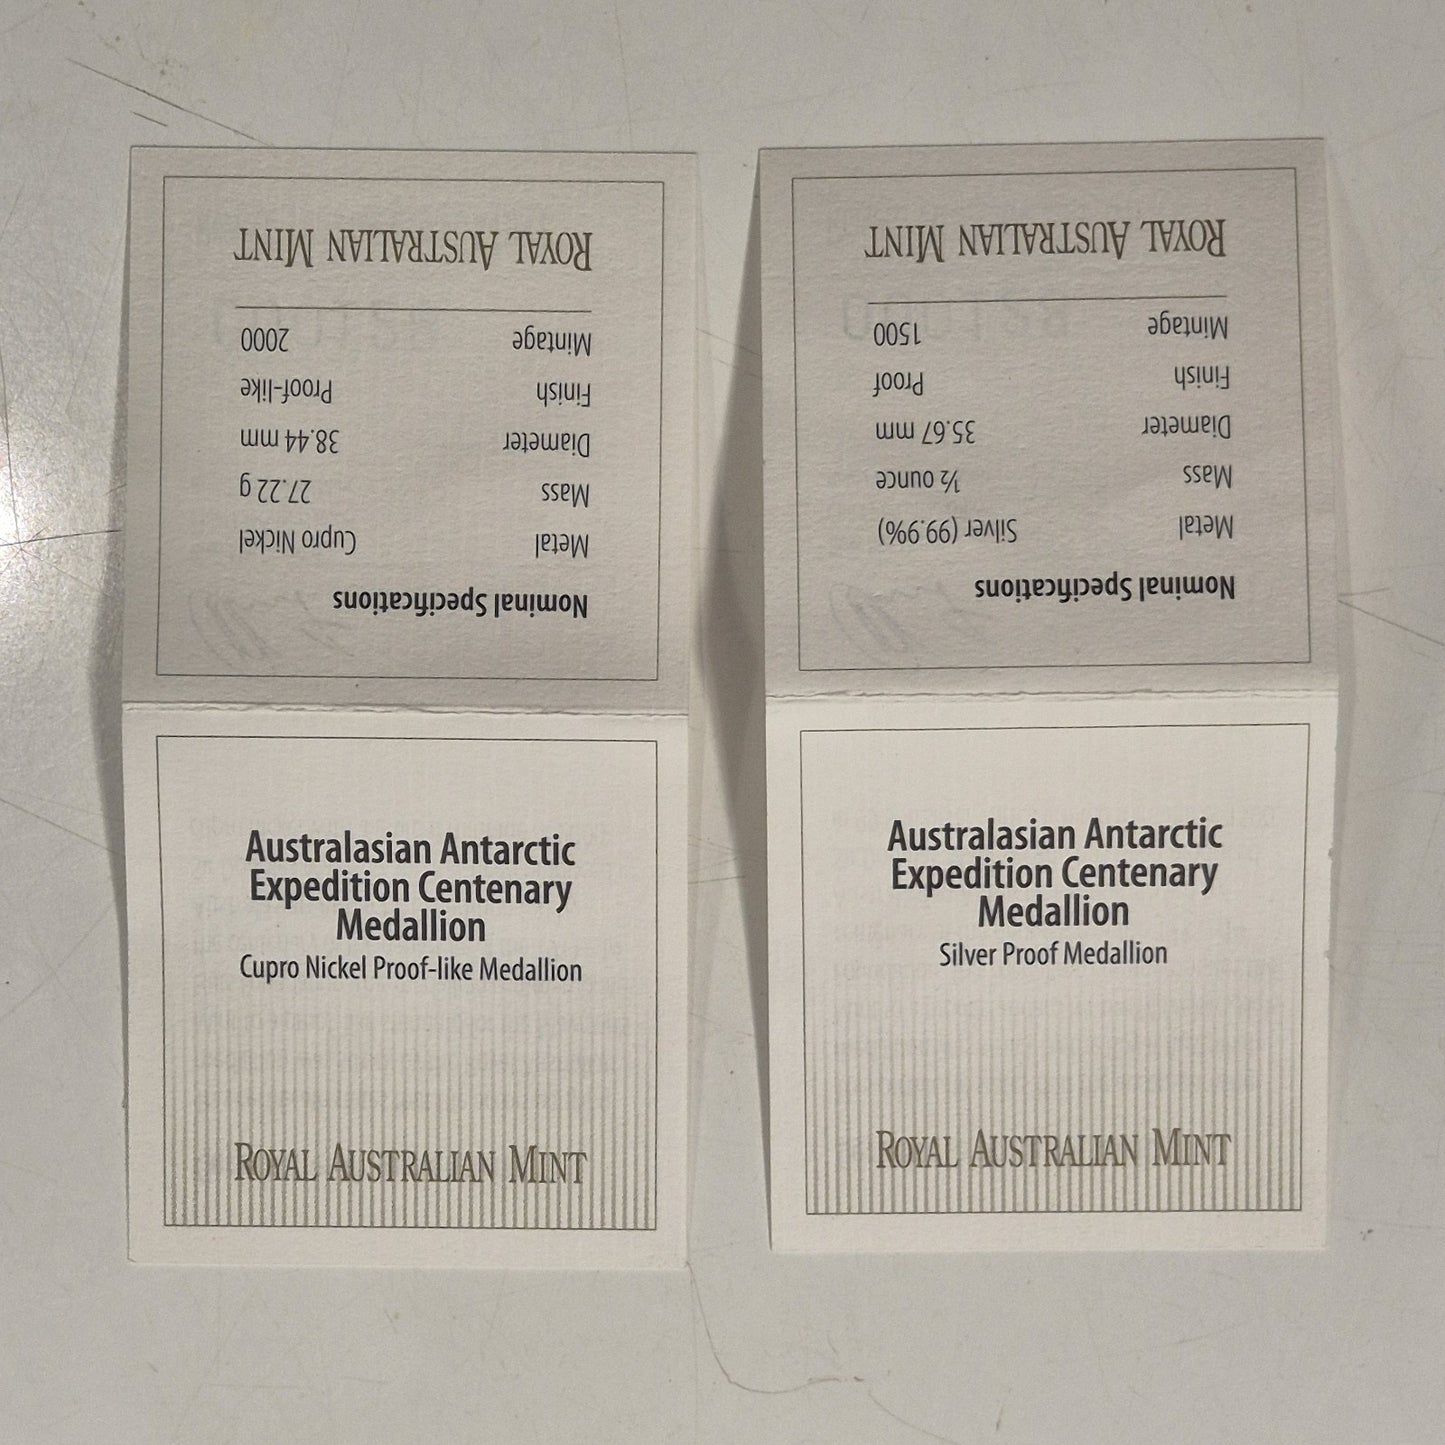 Nominal Specifications
Metal Cupro Nickel
Mass 27.22 g
Diameter 38.44 mm
Finish Proof-like
Mintage 2000
ROYAL AUSTRALIAN MINT
Australasian Antarctic
Expedition Centenary
Medallion
Cupro Nickel Proof-like Medallion
ROYAL AUSTRALIAN MINT
Nominal Specifications
Metal Silver (99.9%)
Mass ½ ounce
Diameter 35.67 mm
Finish Proof
Mintage 1500
ROYAL AUSTRALIAN MINT
Australasian Antarctic
Expedition Centenary
Medallion
Silver Proof Medallion
ROYAL AUSTRALIAN MINT